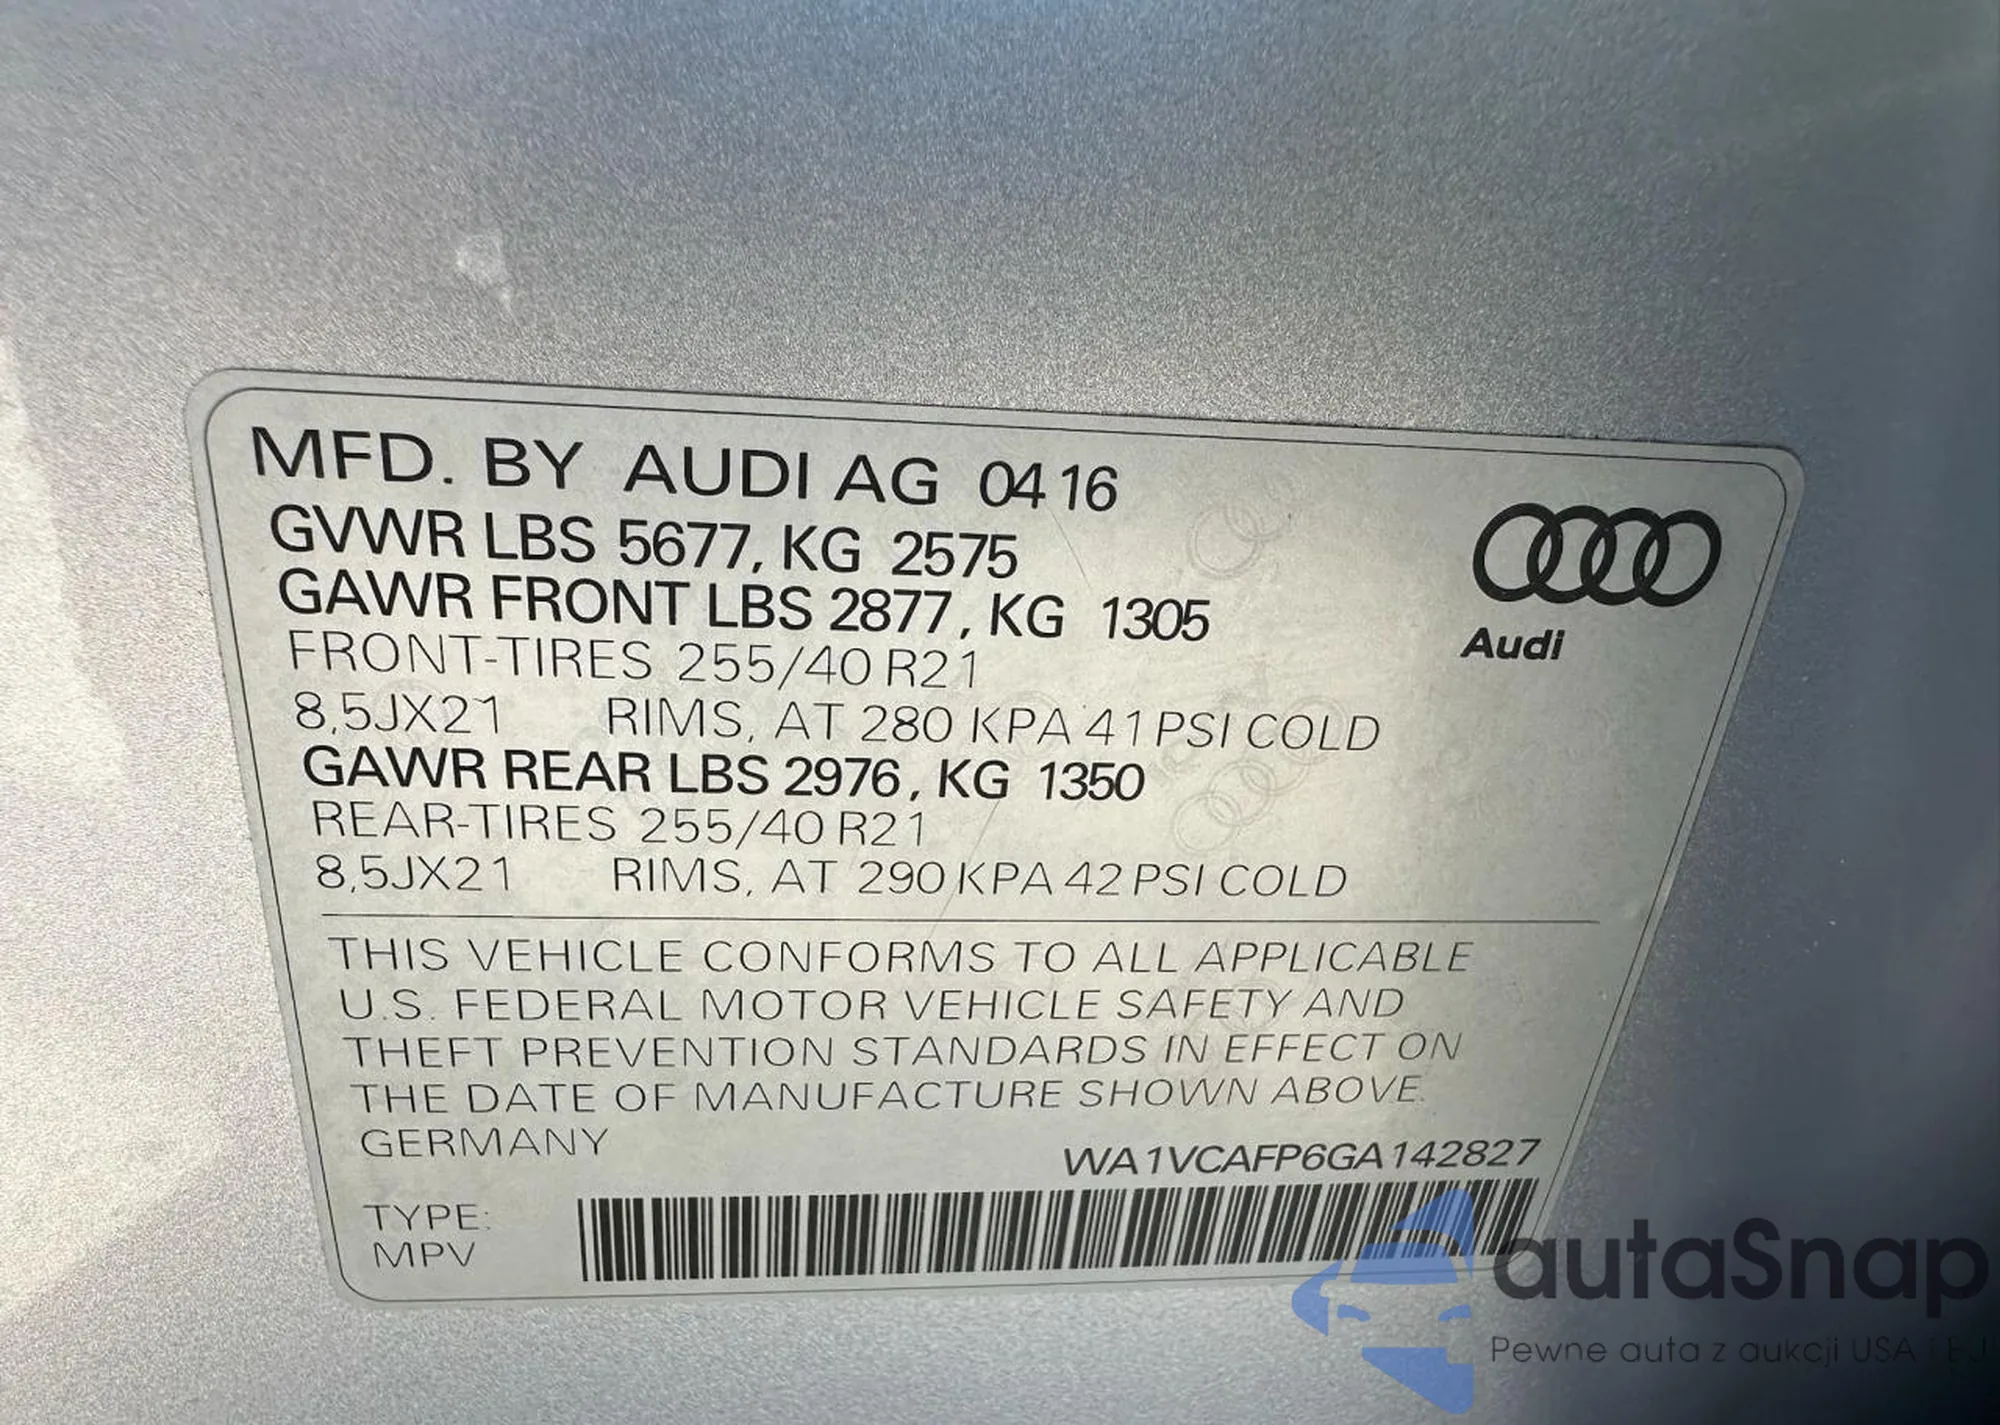 MFD. BY AUDI AG 04 16
GVWR LBS 5677, KG 2575
GAWR FRONT LBS 2877, KG 1305
FRONT-TIRES 255/40 R21
8,5JX21 RIMS, AT 280 KPA 41 PSI COLD
GAWR REAR LBS 2976, KG 1350
REAR-TIRES 255/40 R21
8,5JX21 RIMS, AT 290 KPA 42 PSI COLD
Audi
THIS VEHICLE CONFORMS TO ALL APPLICABLE
U.S. FEDERAL MOTOR VEHICLE SAFETY AND
THEFT PREVENTION STANDARDS IN EFFECT ON
THE DATE OF MANUFACTURE SHOWN ABOVE.
GERMANY
WA1VCAFP6GA142827
TYPE:
MPV
autaSnap
Pewne auta z aukcji USA i EJ